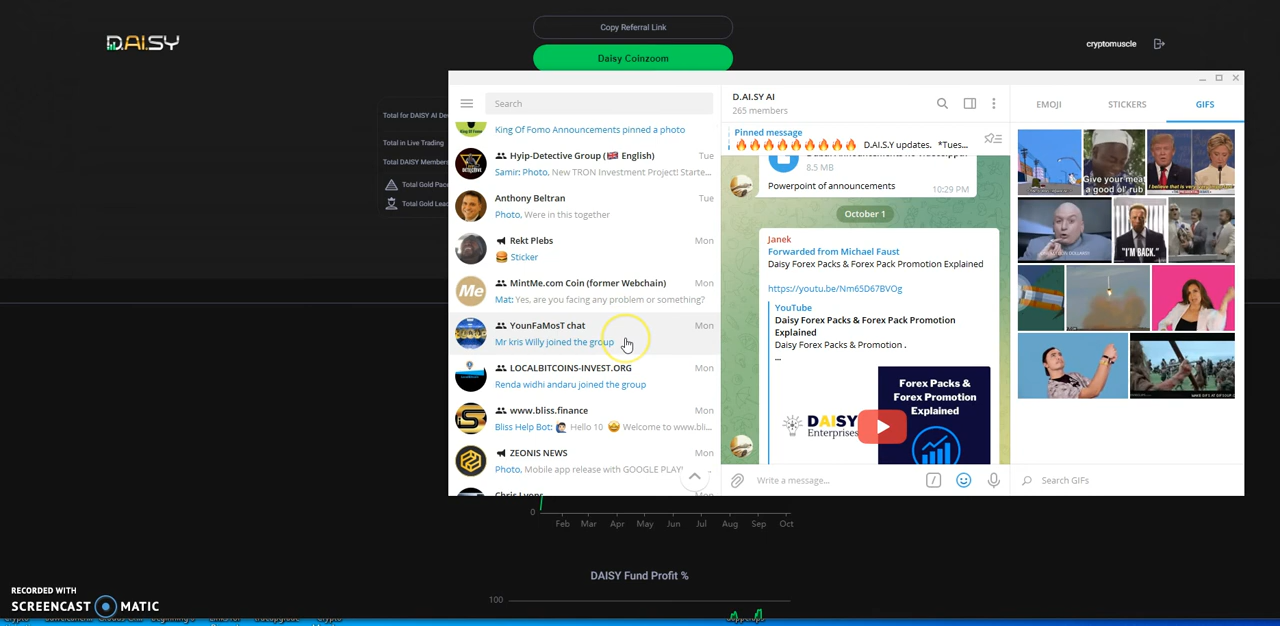 Copy Referral Link
Daisy Coinzoom
D.AI.SY
cryptomuscle
Total for DAISY AI De
Total in Live Trading
Total DAISY Members
Total Gold Pac
Total Gold Lea
Search
King Of Fomo Announcements pinned a photo
Hyip-Detective Group (🇬🇧 English) Tue
Samir: Photo, New TRON Investment Project! Starte...
Anthony Beltran Tue
Photo, Were in this together
Rekt Plebs Mon
🍔 Sticker
MintMe.com Coin (former Webchain) Mon
Mat: Yes, are you facing any problem or something?
YounFaMosT chat Mon
Mr kris Willy joined the group
LOCALBITCOINS-INVEST.ORG Mon
Renda widhi andaru joined the group
www.bliss.finance Mon
Bliss Help Bot: 🙋🏻 Hello 10 😄 Welcome to www.bli...
ZEONIS NEWS Mon
Photo, Mobile app release with GOOGLE PLAY!
Chris Lyons Mon
D.AI.SY AI
265 members
Pinned message
🔥🔥🔥🔥🔥🔥🔥🔥🔥 D.AI.S.Y updates. *Tues...
8.5 MB
Powerpoint of announcements 10:29 PM
October 1
Janek
Forwarded from Michael Faust
Daisy Forex Packs & Forex Pack Promotion Explained
https://youtu.be/Nm65D67BVOg
YouTube
Daisy Forex Packs & Forex Pack Promotion
Explained
Daisy Forex Packs & Promotion .
...
Forex Packs &
Forex Promotion
Explained
DAISY
Enterprises
Write a message...
EMOJI STICKERS GIFS
Give your meat
a good ol' rub
I believe that is very
"I'M BACK."
Search GIFs
0
Feb Mar Apr May Jun Jul Aug Sep Oct
DAISY Fund Profit %
100
RECORDED WITH
SCREENCAST MATIC